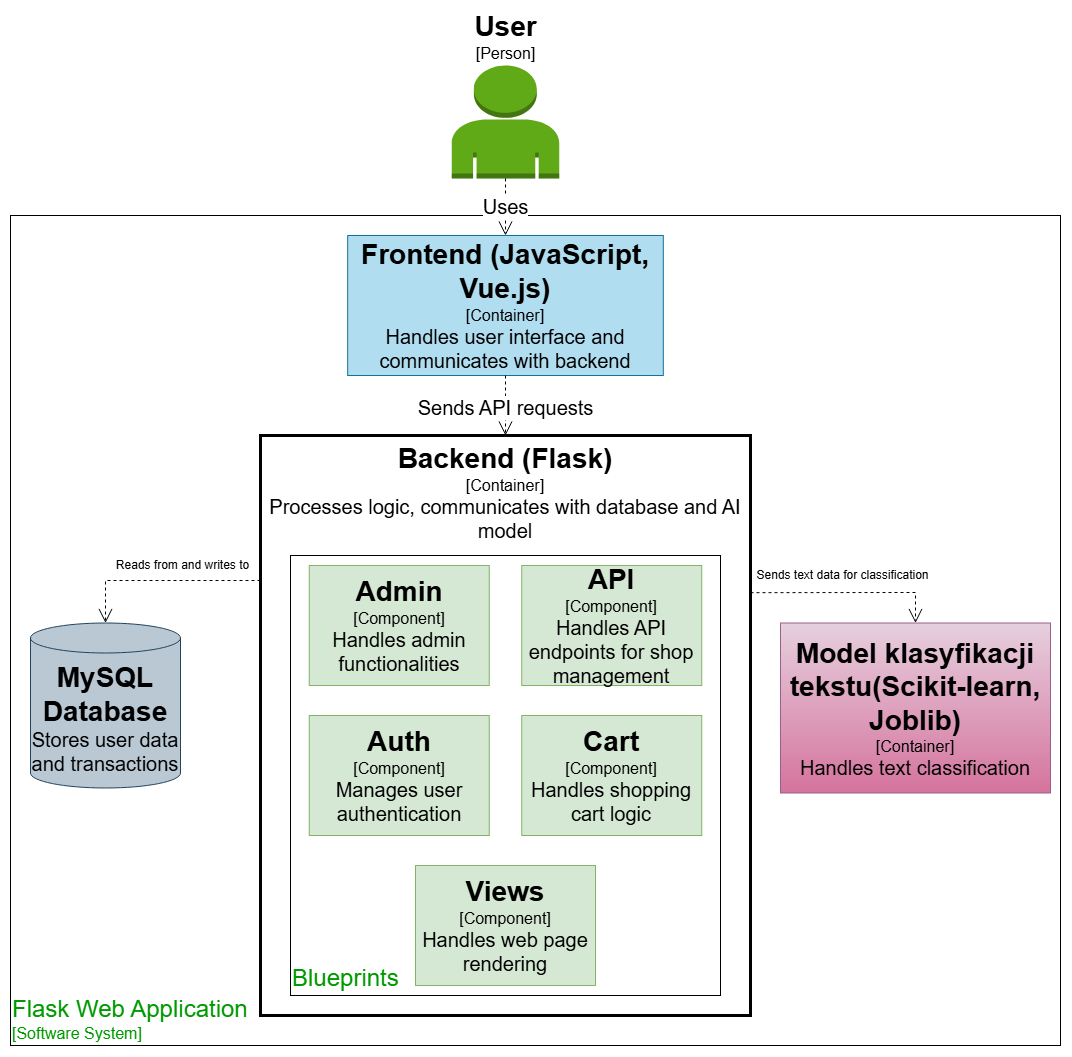 User
[Person]
Uses
Frontend (JavaScript,
Vue.js)
[Container]
Handles user interface and
communicates with backend
Sends API requests
Backend (Flask)
[Container]
Processes logic, communicates with database and AI
model
Reads from and writes to
MySQL
Database
Stores user data
and transactions
Admin
[Component]
Handles admin
functionalities
API
[Component]
Handles API
endpoints for shop
management
Auth
[Component]
Manages user
authentication
Cart
[Component]
Handles shopping
cart logic
Views
[Component]
Handles web page
rendering
Blueprints
Sends text data for classification
Model klasyfikacji
tekstu(Scikit-learn,
Joblib)
[Container]
Handles text classification
Flask Web Application
[Software System]